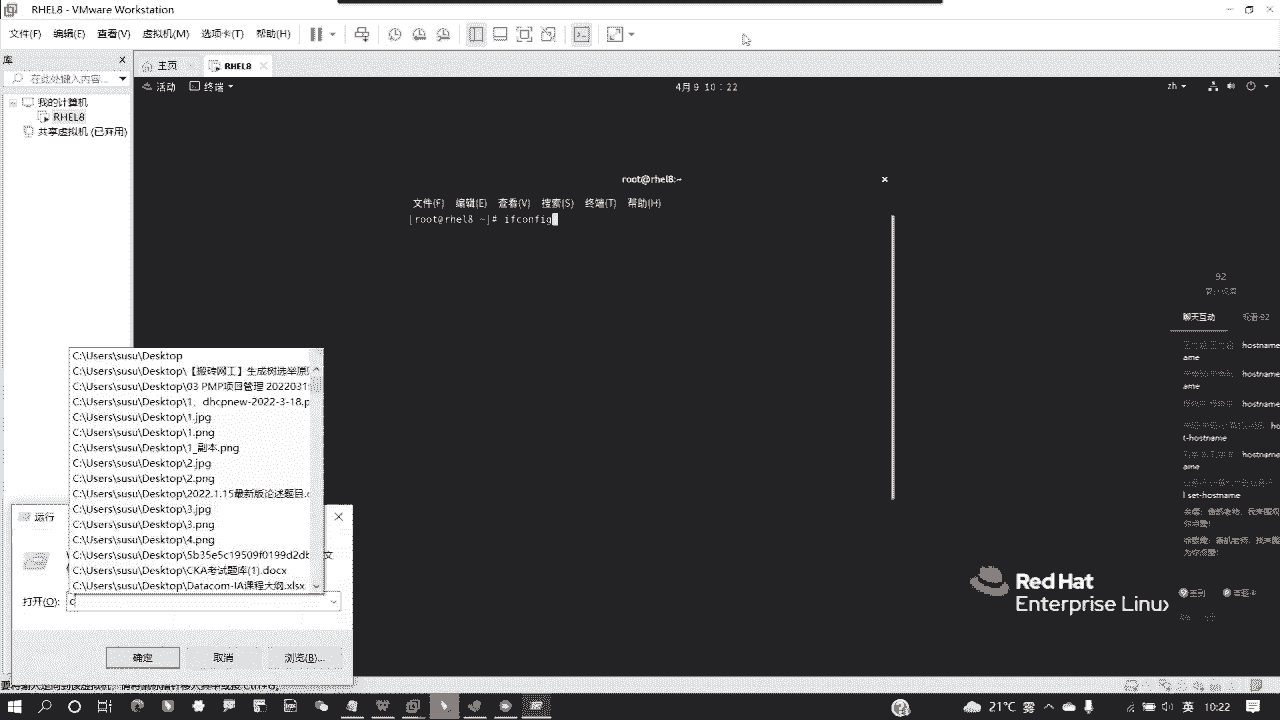 RHEL8 - VMware Workstation
文件(F) 编辑(E) 查看(V) 虚拟机(M) 选项卡(T) 帮助(H)
库
在此处键入内容...
我的计算机
RHEL8
共享虚拟机 (已弃用)
主页
RHEL8
活动
终端
4月 9 10：22
zh
root@rhel8:~
文件(F) 编辑(E) 查看(V) 搜索(S) 终端(T) 帮助(H)
[root@rhel8 ~]# ifconfig
92
聊天互动
hostname
ame
hostname
ame
hostname
t-hostname
ame
l set-hostname
Red Hat
Enterprise Linux
C:\Users\susu\Desktop
C:\Users\susu\Desktop\【搬砖网工】生成树选举原
C:\Users\susu\Desktop\03 PMP项目管理 2022031
C:\Users\susu\Desktop\1、dhcpnew-2022-3-18.p
C:\Users\susu\Desktop\1.jpg
C:\Users\susu\Desktop\1.png
C:\Users\susu\Desktop\1_副本.png
C:\Users\susu\Desktop\2.jpg
C:\Users\susu\Desktop\2.png
C:\Users\susu\Desktop\2022.1.15最新版论述题目.
C:\Users\susu\Desktop\3.jpg
C:\Users\susu\Desktop\3.png
C:\Users\susu\Desktop\4.png
C:\Users\susu\Desktop\5b35e5c19509f0199d2db
C:\Users\susu\Desktop\CKA考试题库(1).docx
C:\Users\susu\Desktop\Datacom-IA课程大纲.xlsx
运行
文
打开(O):
c
确定 取消 浏览(B)...
21°C 雾
英
10:22